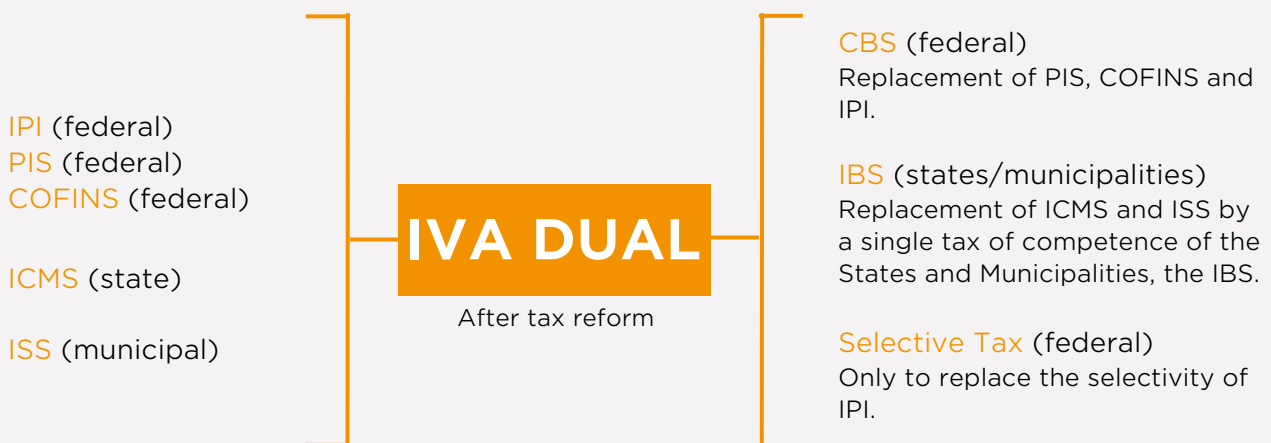 IPI (federal)
PIS (federal)
COFINS (federal)
ICMS (state)
ISS (municipal)
IVA DUAL
After tax reform
CBS (federal)
Replacement of PIS, COFINS and
IPI.
IBS (states/municipalities)
Replacement of ICMS and ISS by
a single tax of competence of the
States and Municipalities, the IBS.
Selective Tax (federal)
Only to replace the selectivity of
IPI.